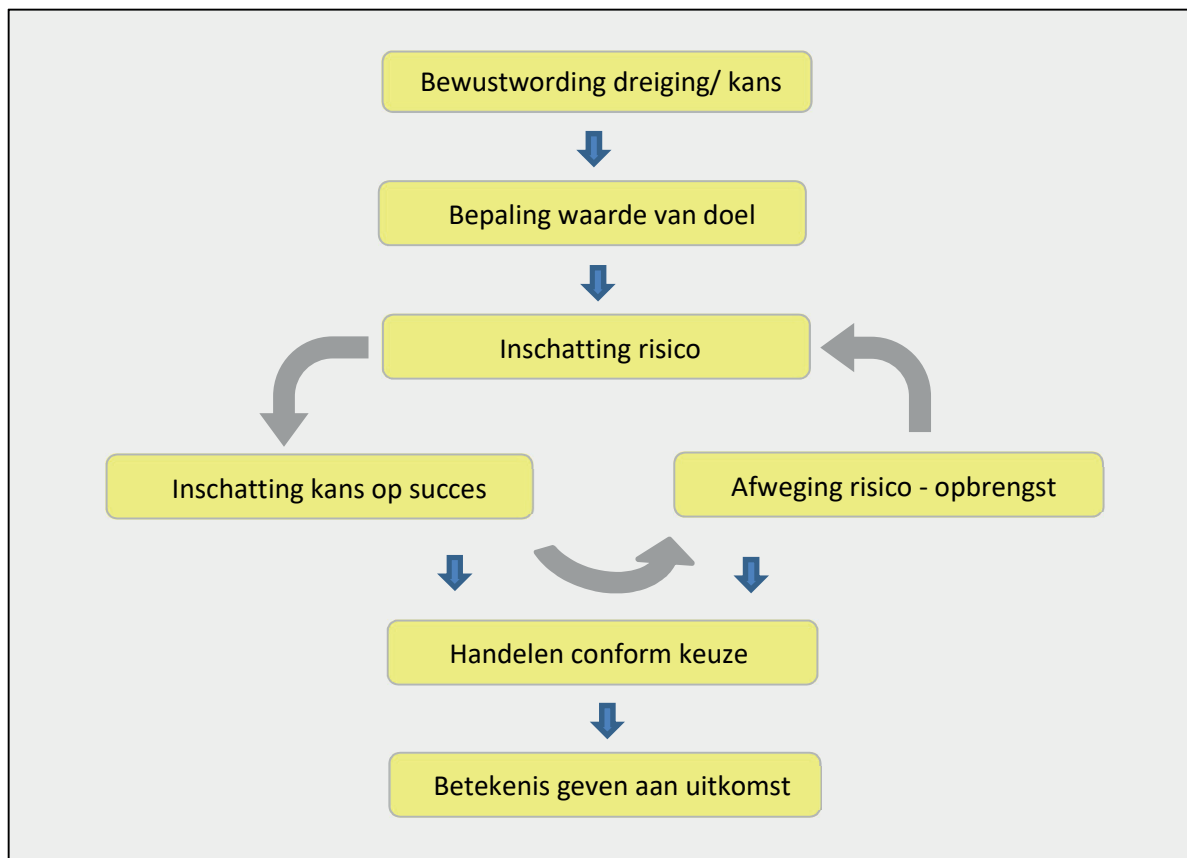 Bewustwording dreiging/ kans
Bepaling waarde van doel
Inschatting risico
Inschatting kans op succes
Afweging risico - opbrengst
Handelen conform keuze
Betekenis geven aan uitkomst